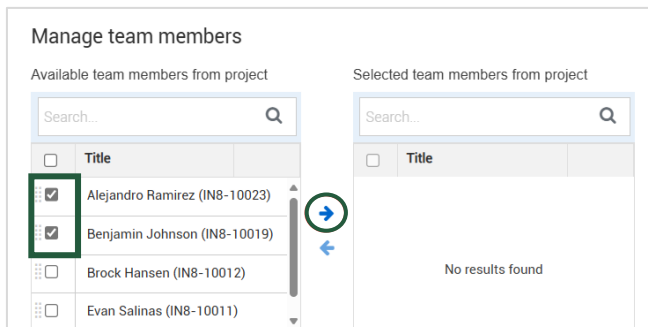 Manage team members
Available team members from project
Selected team members from project
Search...
Search...
Title
Title
Alejandro Ramirez (IN8-10023)
Benjamin Johnson (IN8-10019)
Brock Hansen (IN8-10012)
No results found
Evan Salinas (IN8-10011)